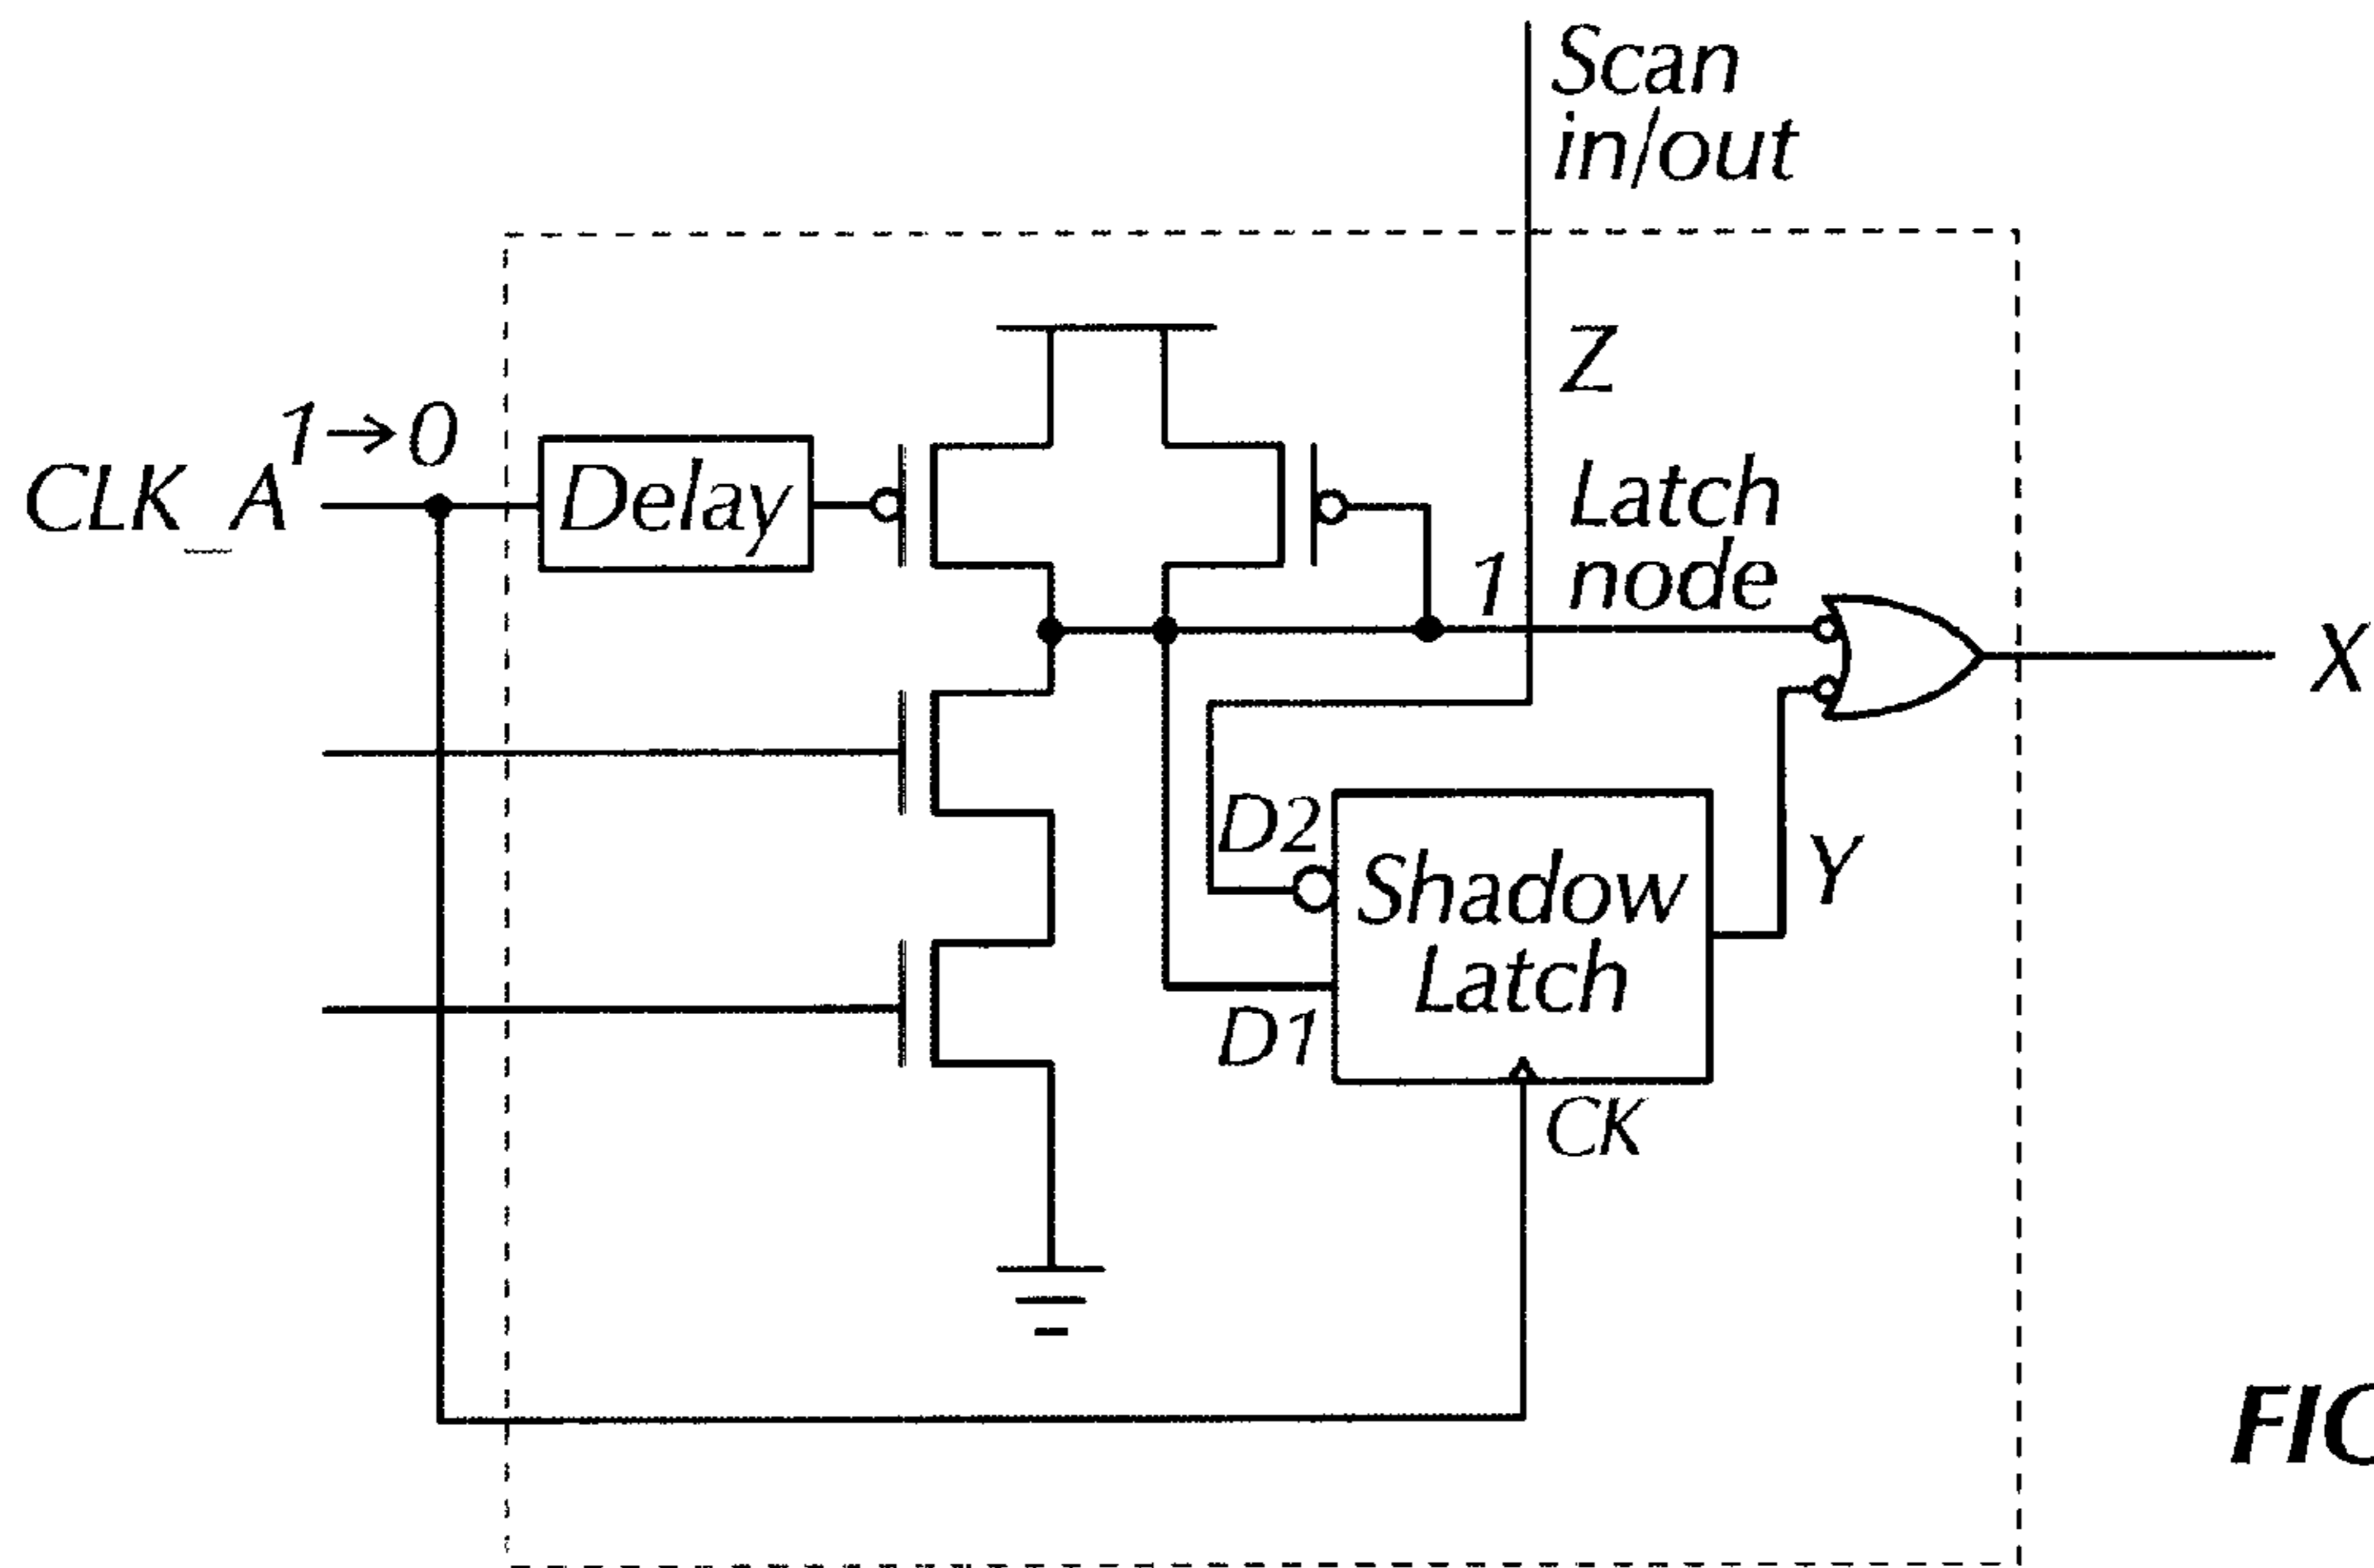 Scan
in/out
Z
1→0
CLK_A
Delay
Latch
node
1
X
D2
Shadow
Latch
Y
D1
CK